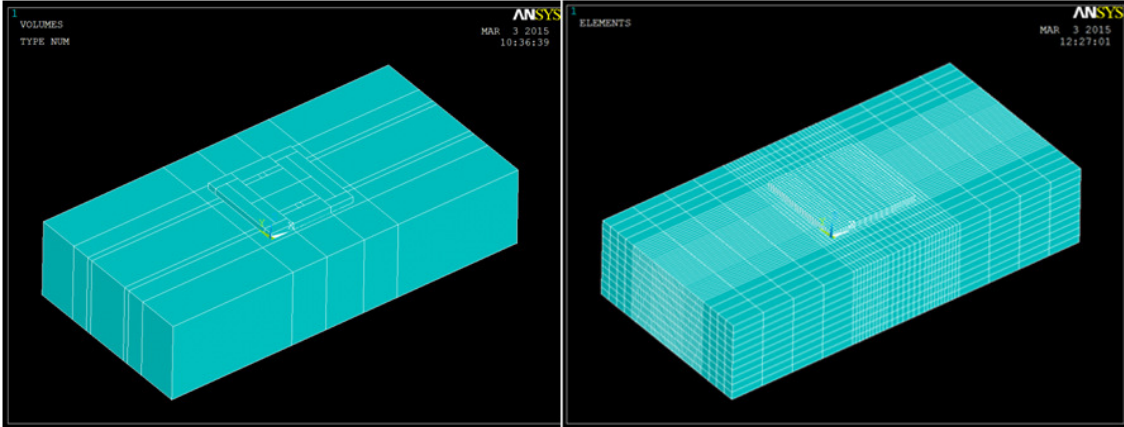 1
VOLUMES
TYPE NUM
ANSYS
MAR 3 2015
10:36:39
1
ELEMENTS
ANSYS
MAR 3 2015
12:27:01